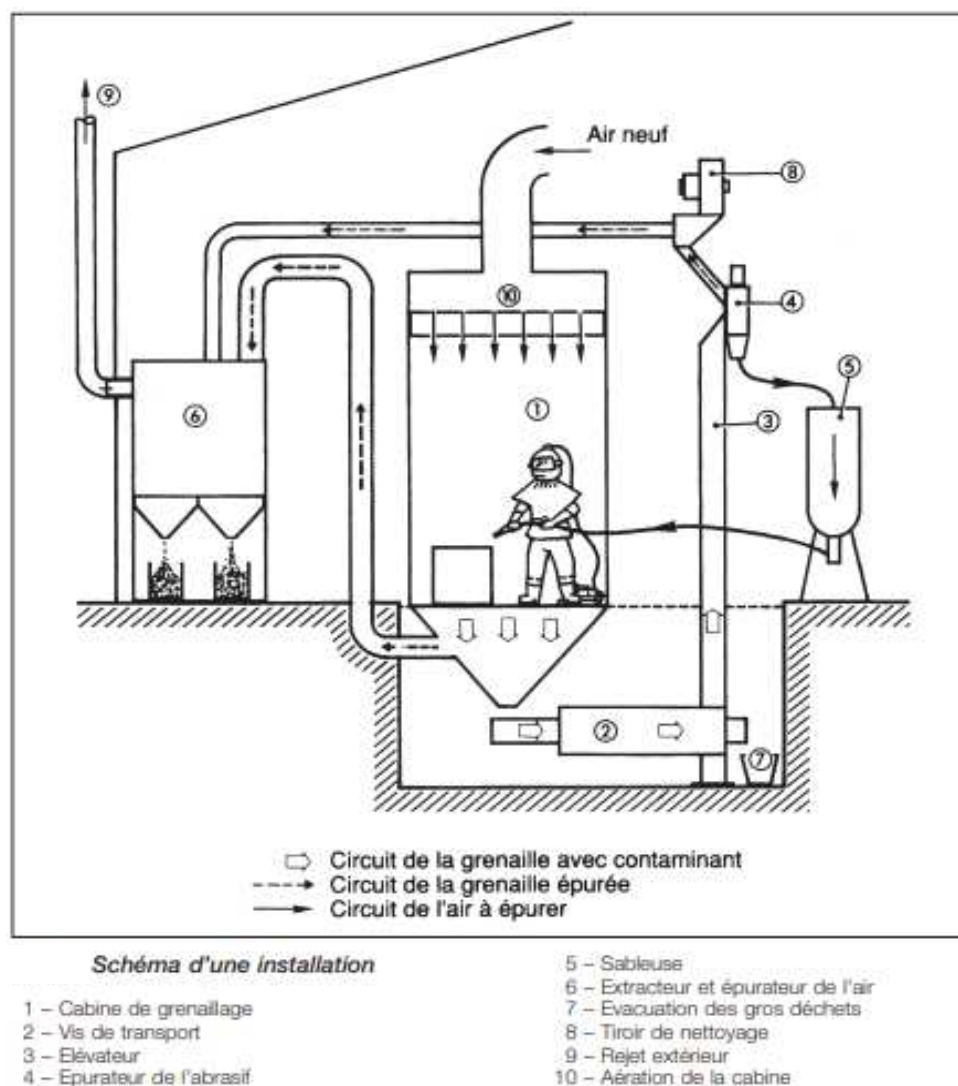 ⑨
Air neuf
⑧
⑩
④
⑤
⑥
①
③
②
⑦
Circuit de la grenaille avec contaminant
Circuit de la grenaille épurée
Circuit de l'air à épurer
Schéma d'une installation
1 – Cabine de grenaillage
2 – Vis de transport
3 – Elévateur
4 – Epurateur de l'abrasif
5 – Sableuse
6 – Extracteur et épurateur de l'air
7 – Evacuation des gros déchets
8 – Tiroir de nettoyage
9 – Rejet extérieur
10 – Aération de la cabine